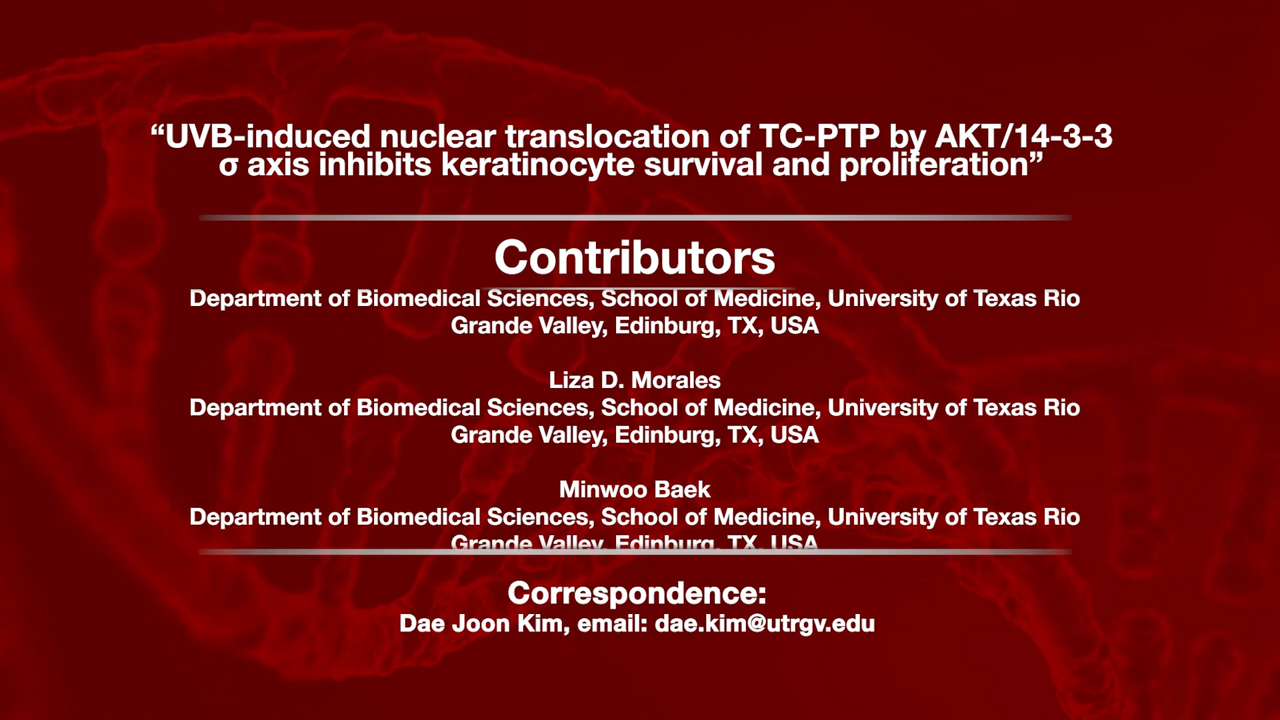 “UVB-induced nuclear translocation of TC-PTP by AKT/14-3-3
σ axis inhibits keratinocyte survival and proliferation”
Contributors
Department of Biomedical Sciences, School of Medicine, University of Texas Rio
Grande Valley, Edinburg, TX, USA
Liza D. Morales
Department of Biomedical Sciences, School of Medicine, University of Texas Rio
Grande Valley, Edinburg, TX, USA
Minwoo Baek
Department of Biomedical Sciences, School of Medicine, University of Texas Rio
Grande Valley, Edinburg, TX, USA
Correspondence:
Dae Joon Kim, email: dae.kim@utrgv.edu